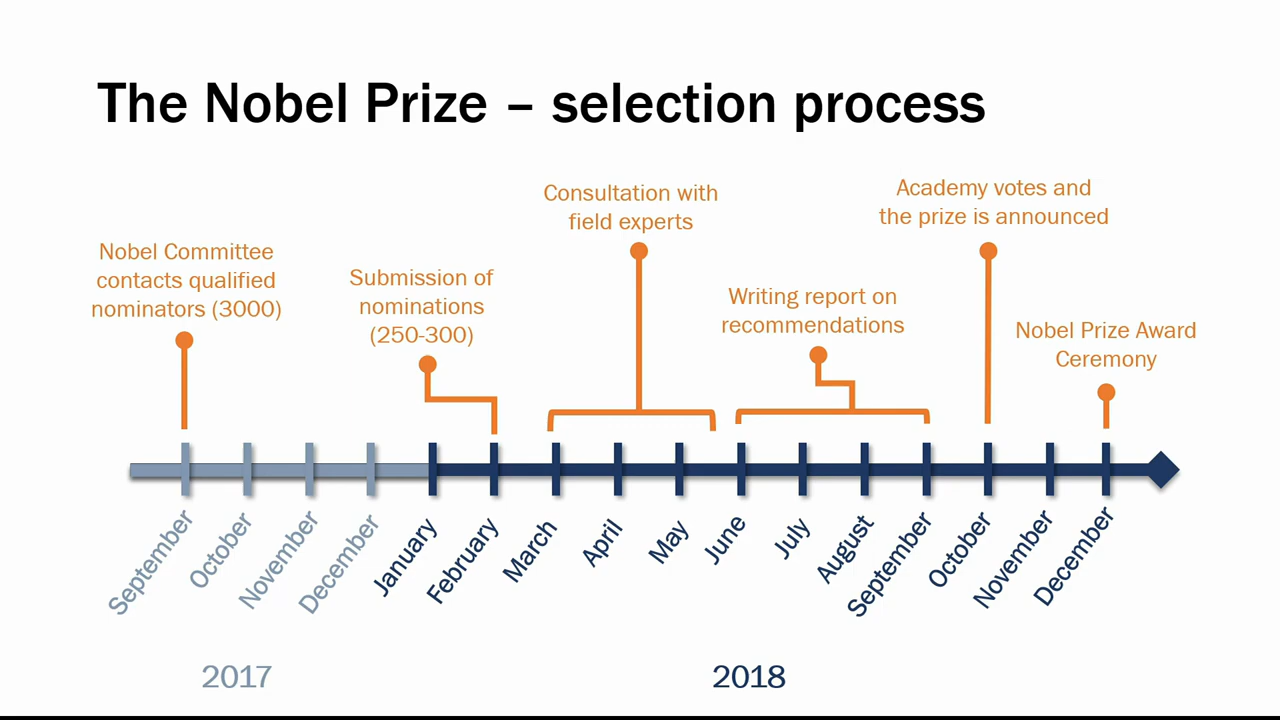 The Nobel Prize – selection process
Nobel Committee
contacts qualified
nominators (3000)
Submission of
nominations
(250-300)
Consultation with
field experts
Writing report on
recommendations
Academy votes and
the prize is announced
Nobel Prize Award
Ceremony
September
October
November
December
January
February
March
April
May
June
July
August
September
October
November
December
2017
2018